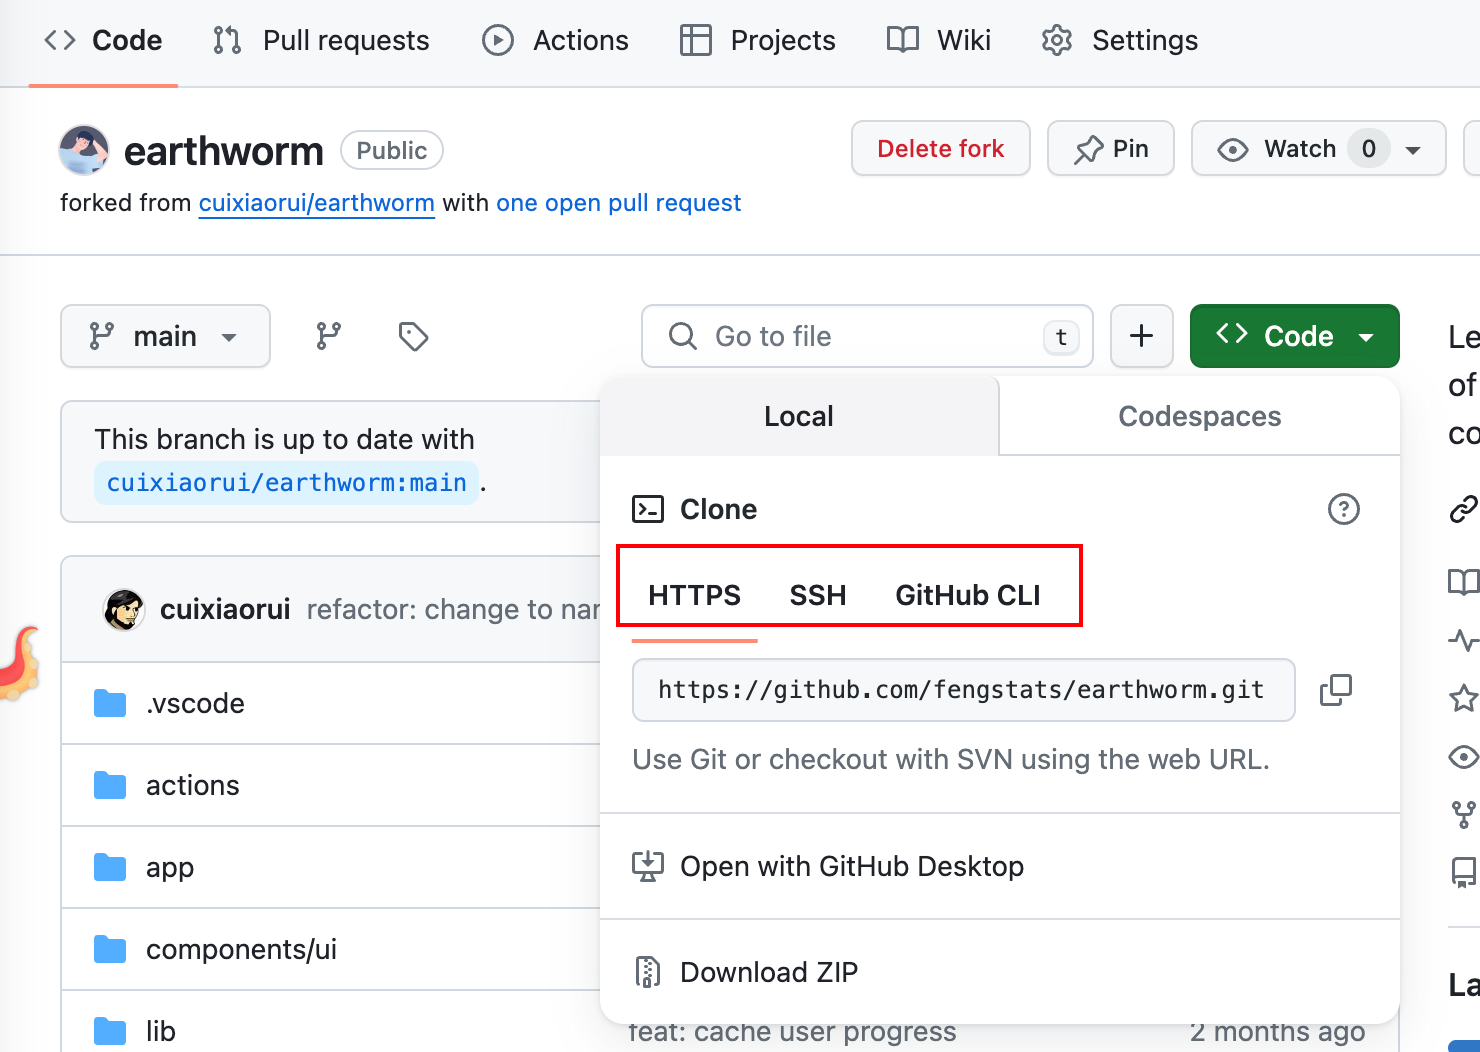 Code Pull requests Actions Projects Wiki Settings
earthworm Public Delete fork Pin Watch 0
forked from cuixiaorui/earthworm with one open pull request
main Go to file t + Code
Le
of
co
Local Codespaces
This branch is up to date with
cuixiaorui/earthworm:main.
Clone
HTTPS SSH GitHub CLI
cuixiaorui refactor: change to nar
https://github.com/fengstats/earthworm.git
.vscode
Use Git or checkout with SVN using the web URL.
actions
app
Open with GitHub Desktop
components/ui
Download ZIP
La
lib feat: cache user progress 2 months ago